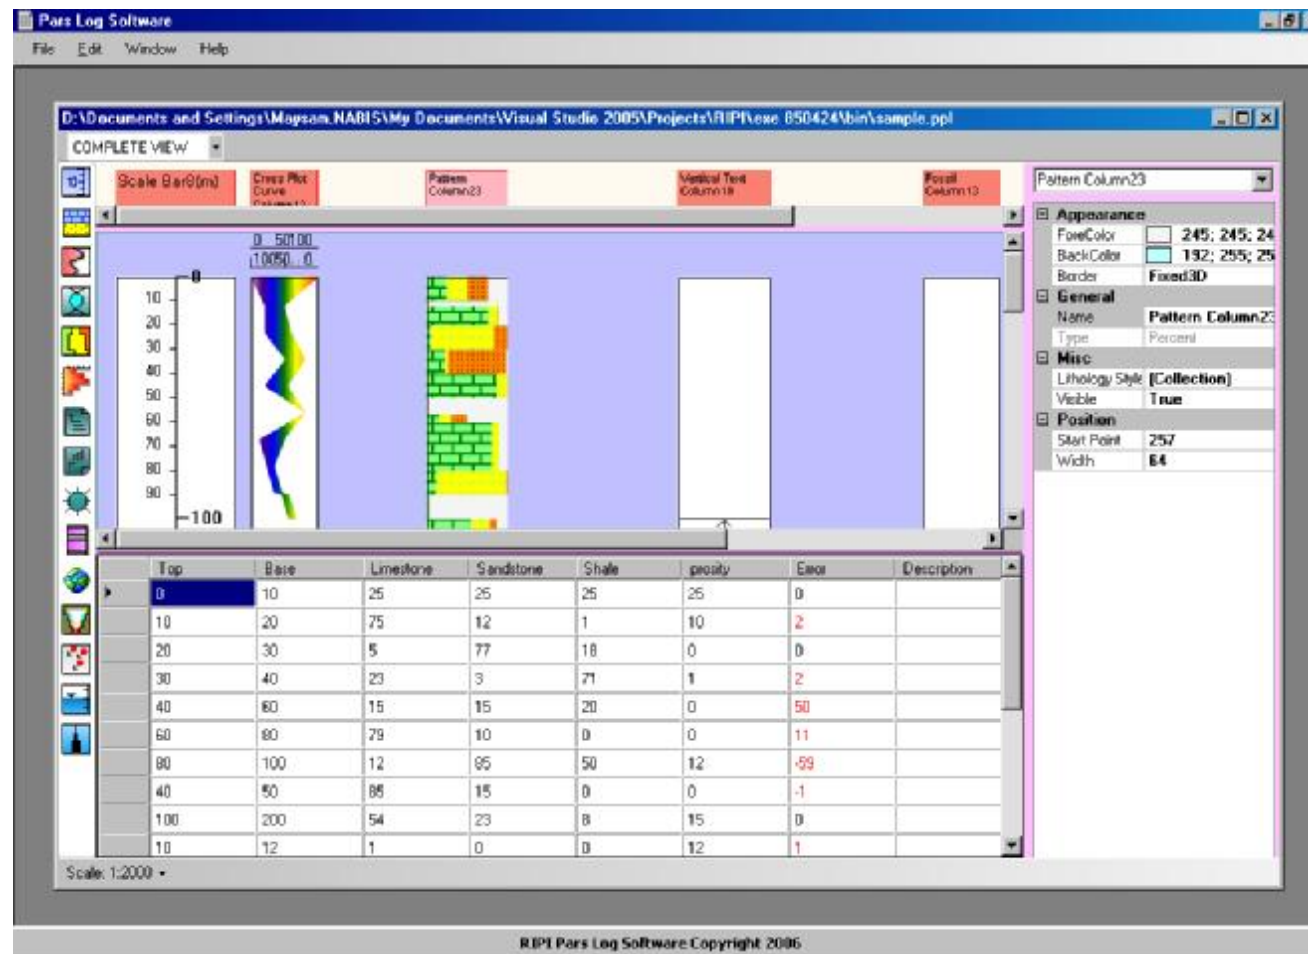 Pars Log Software
File Edit Window Help
D:\Documents and Settings\Maysam.NABIS\My Documents\Visual Studio 2005\Projects\RIPI\exe 850424\bin\sample.ppl
COMPLETE VIEW
Scale Bar8(m)
Cross Plot
Curve
Pattern
Column23
Vertical Text
Column18
Fossil
Column13
0 50100
10050 0
0
10
20
30
40
50
60
70
80
90
100
Pattern Column23
Appearance
ForeColor 245; 245; 24
BackColor 192; 255; 25
Border Fixed3D
General
Name Pattern Column23
Type Percent
Misc
Lithology Style (Collection)
Visible True
Position
Start Point 257
Width 64
Top Base Limestone Sandstone Shale prosity Error Description
0 10 25 25 25 25 0
10 20 75 12 1 10 2
20 30 5 77 18 0 0
30 40 23 3 71 1 2
40 60 15 15 20 0 50
60 80 79 10 0 0 11
80 100 12 85 50 12 -59
40 50 86 15 0 0 -1
100 200 54 23 8 15 0
10 12 1 0 0 12 1
Scale: 1:2000
RIPI Pars Log Software Copyright 2006